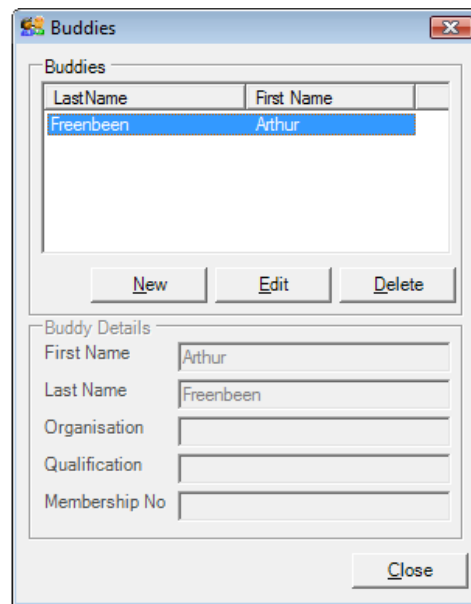 Buddies
Buddies
LastName First Name
Freenbeen Arthur
New Edit Delete
Buddy Details
First Name Arthur
Last Name Freenbeen
Organisation
Qualification
Membership No
Close